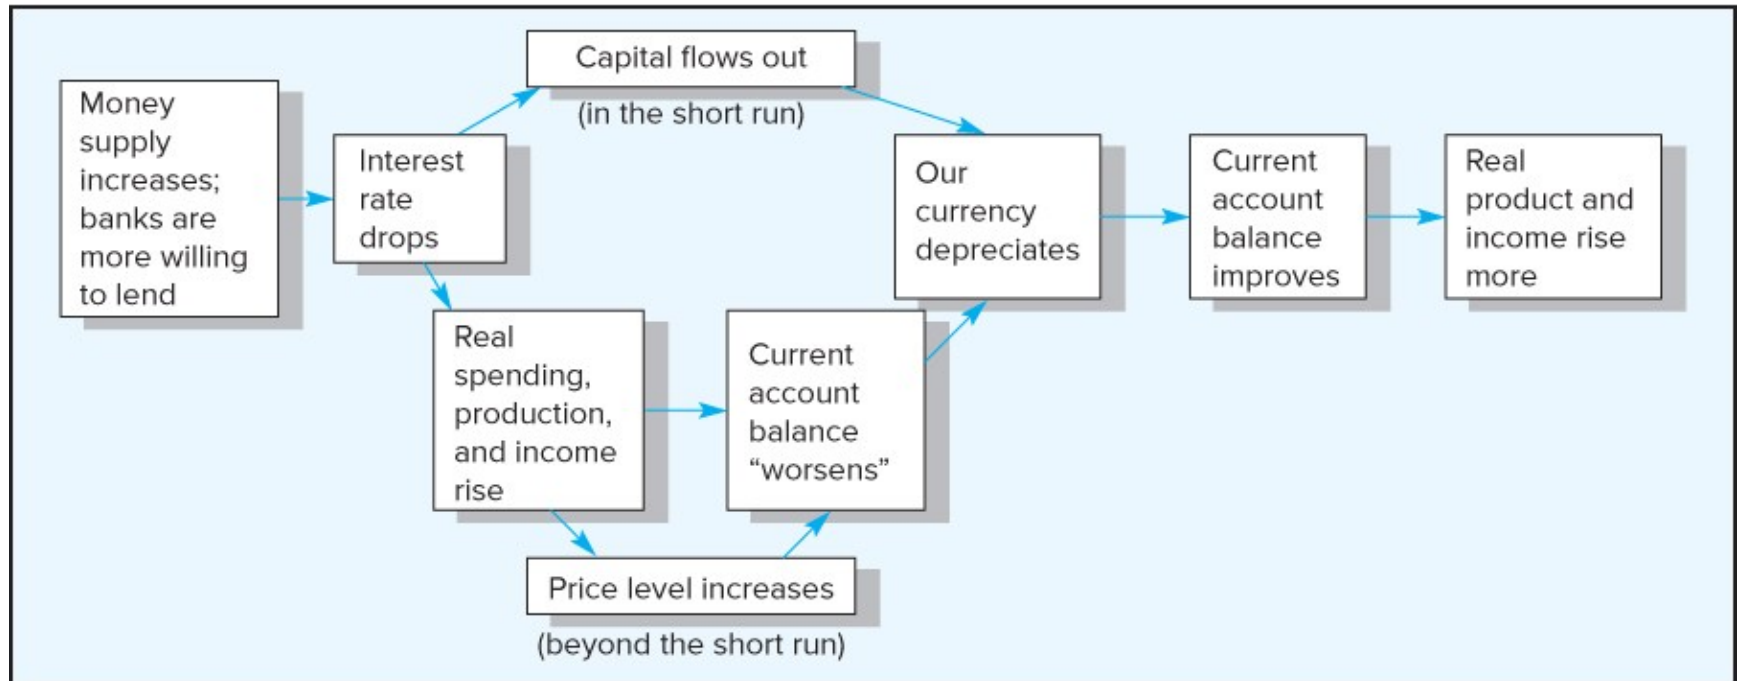 Money
supply
increases;
banks are
more willing
to lend
Interest
rate
drops
Capital flows out
(in the short run)
Real
spending,
production,
and income
rise
Price level increases
(beyond the short run)
Current
account
balance
“worsens”
Our
currency
depreciates
Current
account
balance
improves
Real
product and
income rise
more